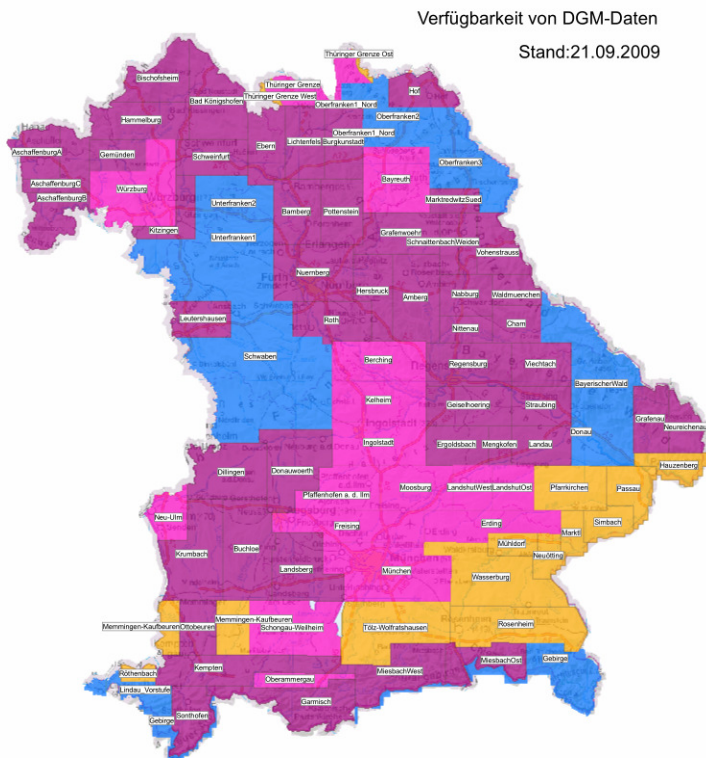 Verfügbarkeit von DGM-Daten
Stand:21.09.2009
Thüringer Grenze Ost
Bischofsheim
Thüringer Grenze
Hof
Thüringer Grenze West
Bad Königshofen
Oberfranken1_Nord
Hammelburg
Oberfranken2
Oberfranken1_Nord
Ebern
Lichtenfels
Burgkunstadt
AschaffenburgA
Gemünden
Schweinfurt
Oberfranken3
Bayreuth
AschaffenburgC
Würzburg
AschaffenburgB
Unterfranken2
MarktredwitzSued
Bamberg
Pottenstein
Kitzingen
Unterfranken1
Grafenwoehr
Schnaittenbach
Weiden
Vohenstrauss
Nuernberg
Hersbruck
Amberg
Nabburg
Waldmuenchen
Leutershausen
Roth
Nittenau
Cham
Schwaben
Berching
Regensburg
Viechtach
BayerischerWald
Kelheim
Geiselhoering
Straubing
Grafenau
Neureichenau
Donau
Ingolstadt
Ergoldsbach
Mengkofen
Landau
Hauzenberg
Dillingen
Donauwoerth
Pfarrkirchen
Passau
Moosburg
LandshutWest
LandshutOst
Pfaffenhofen a. d. Ilm
Neu-Ulm
Simbach
Freising
Erding
Marktl
Mühldorf
Krumbach
Buchloe
Neuötting
Landsberg
München
Wasserburg
Memmingen-Kaufbeuren
Memmingen-Kaufbeuren
Ottobeuren
Schongau-Weilheim
Tölz-Wolfratshausen
Rosenheim
Röthenbach
Kempten
MiesbachWest
MiesbachOst
Gebirge
Oberammergau
Lindau_Vorstufe
Garmisch
Gebirge
Sonthofen